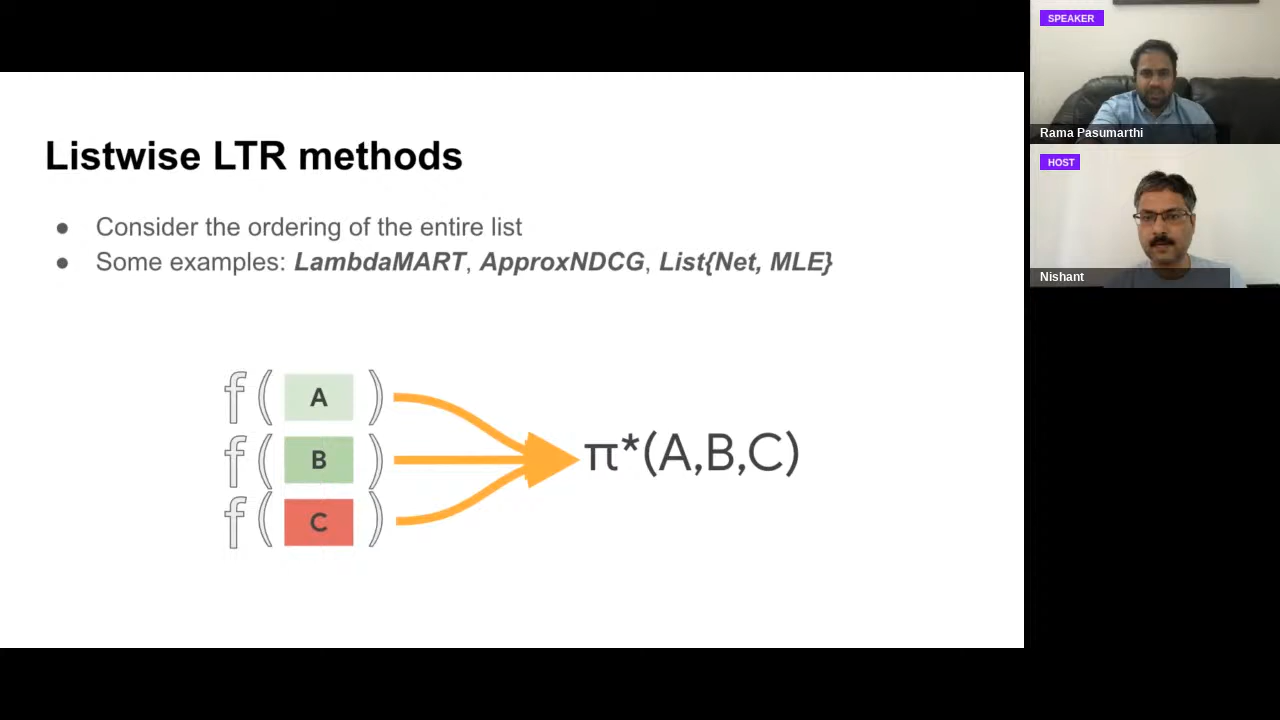 Listwise LTR methods
● Consider the ordering of the entire list
● Some examples: LambdaMART, ApproxNDCG, List{Net, MLE}
f ( A )
f ( B )
f ( C )
π*(A,B,C)
SPEAKER
Rama Pasumarthi
HOST
Nishant